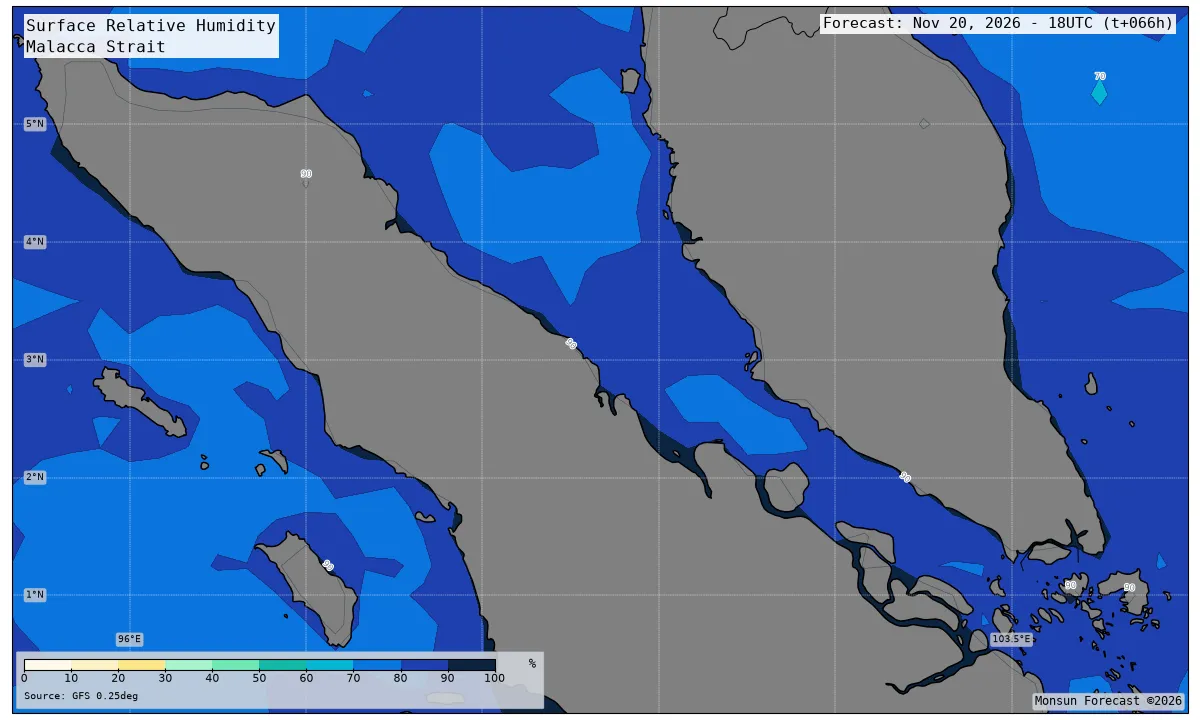 Surface Relative Humidity
Malacca Strait
Forecast: Nov 20, 2026 - 18UTC (t+066h)
70
5°N
90
4°N
90
3°N
90
2°N
90
90
90
1°N
96°E
103.5°E
%
0 10 20 30 40 50 60 70 80 90 100
Source: GFS 0.25deg
Monsun Forecast ©2026